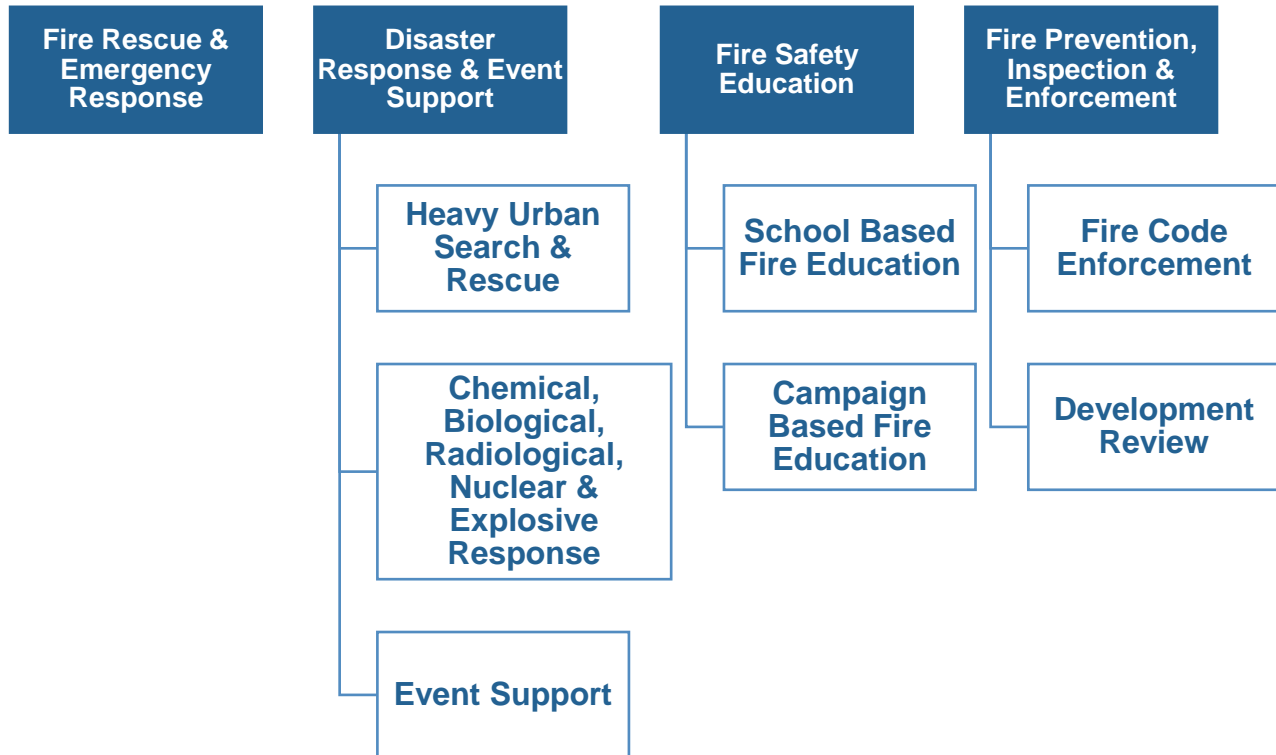 Fire Rescue &
Emergency
Response
Disaster
Response & Event
Support
Heavy Urban
Search &
Rescue
Chemical,
Biological,
Radiological,
Nuclear &
Explosive
Response
Event Support
Fire Safety
Education
School Based
Fire Education
Campaign
Based Fire
Education
Fire Prevention,
Inspection &
Enforcement
Fire Code
Enforcement
Development
Review